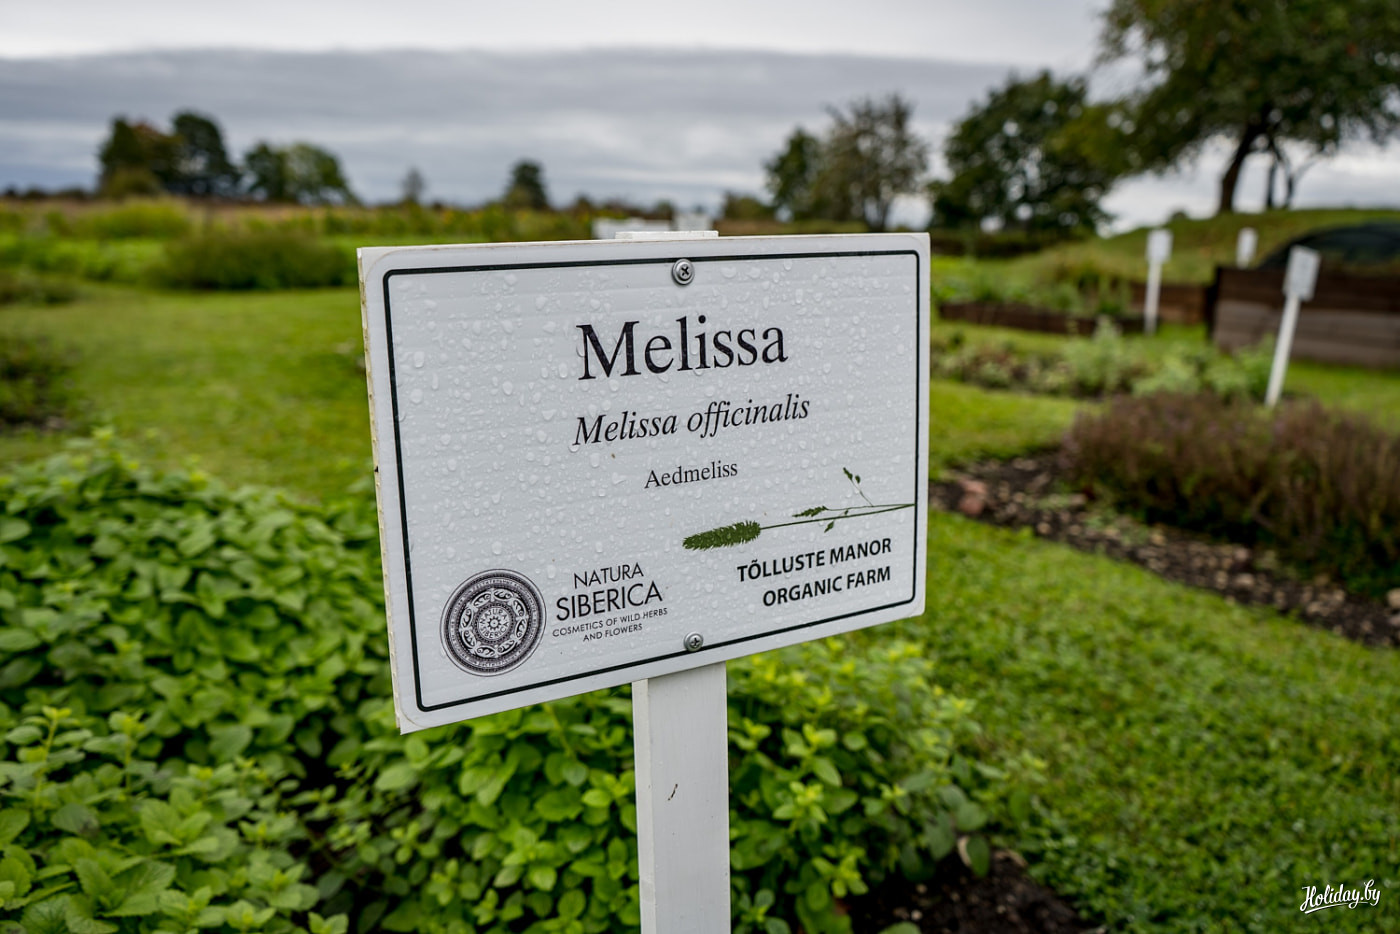 Melissa
Melissa officinalis
Aedmeliss
NATURA
SIBERICA
COSMETICS OF WILD HERBS
AND FLOWERS
TÕLLUSTE MANOR
ORGANIC FARM
Holiday.by